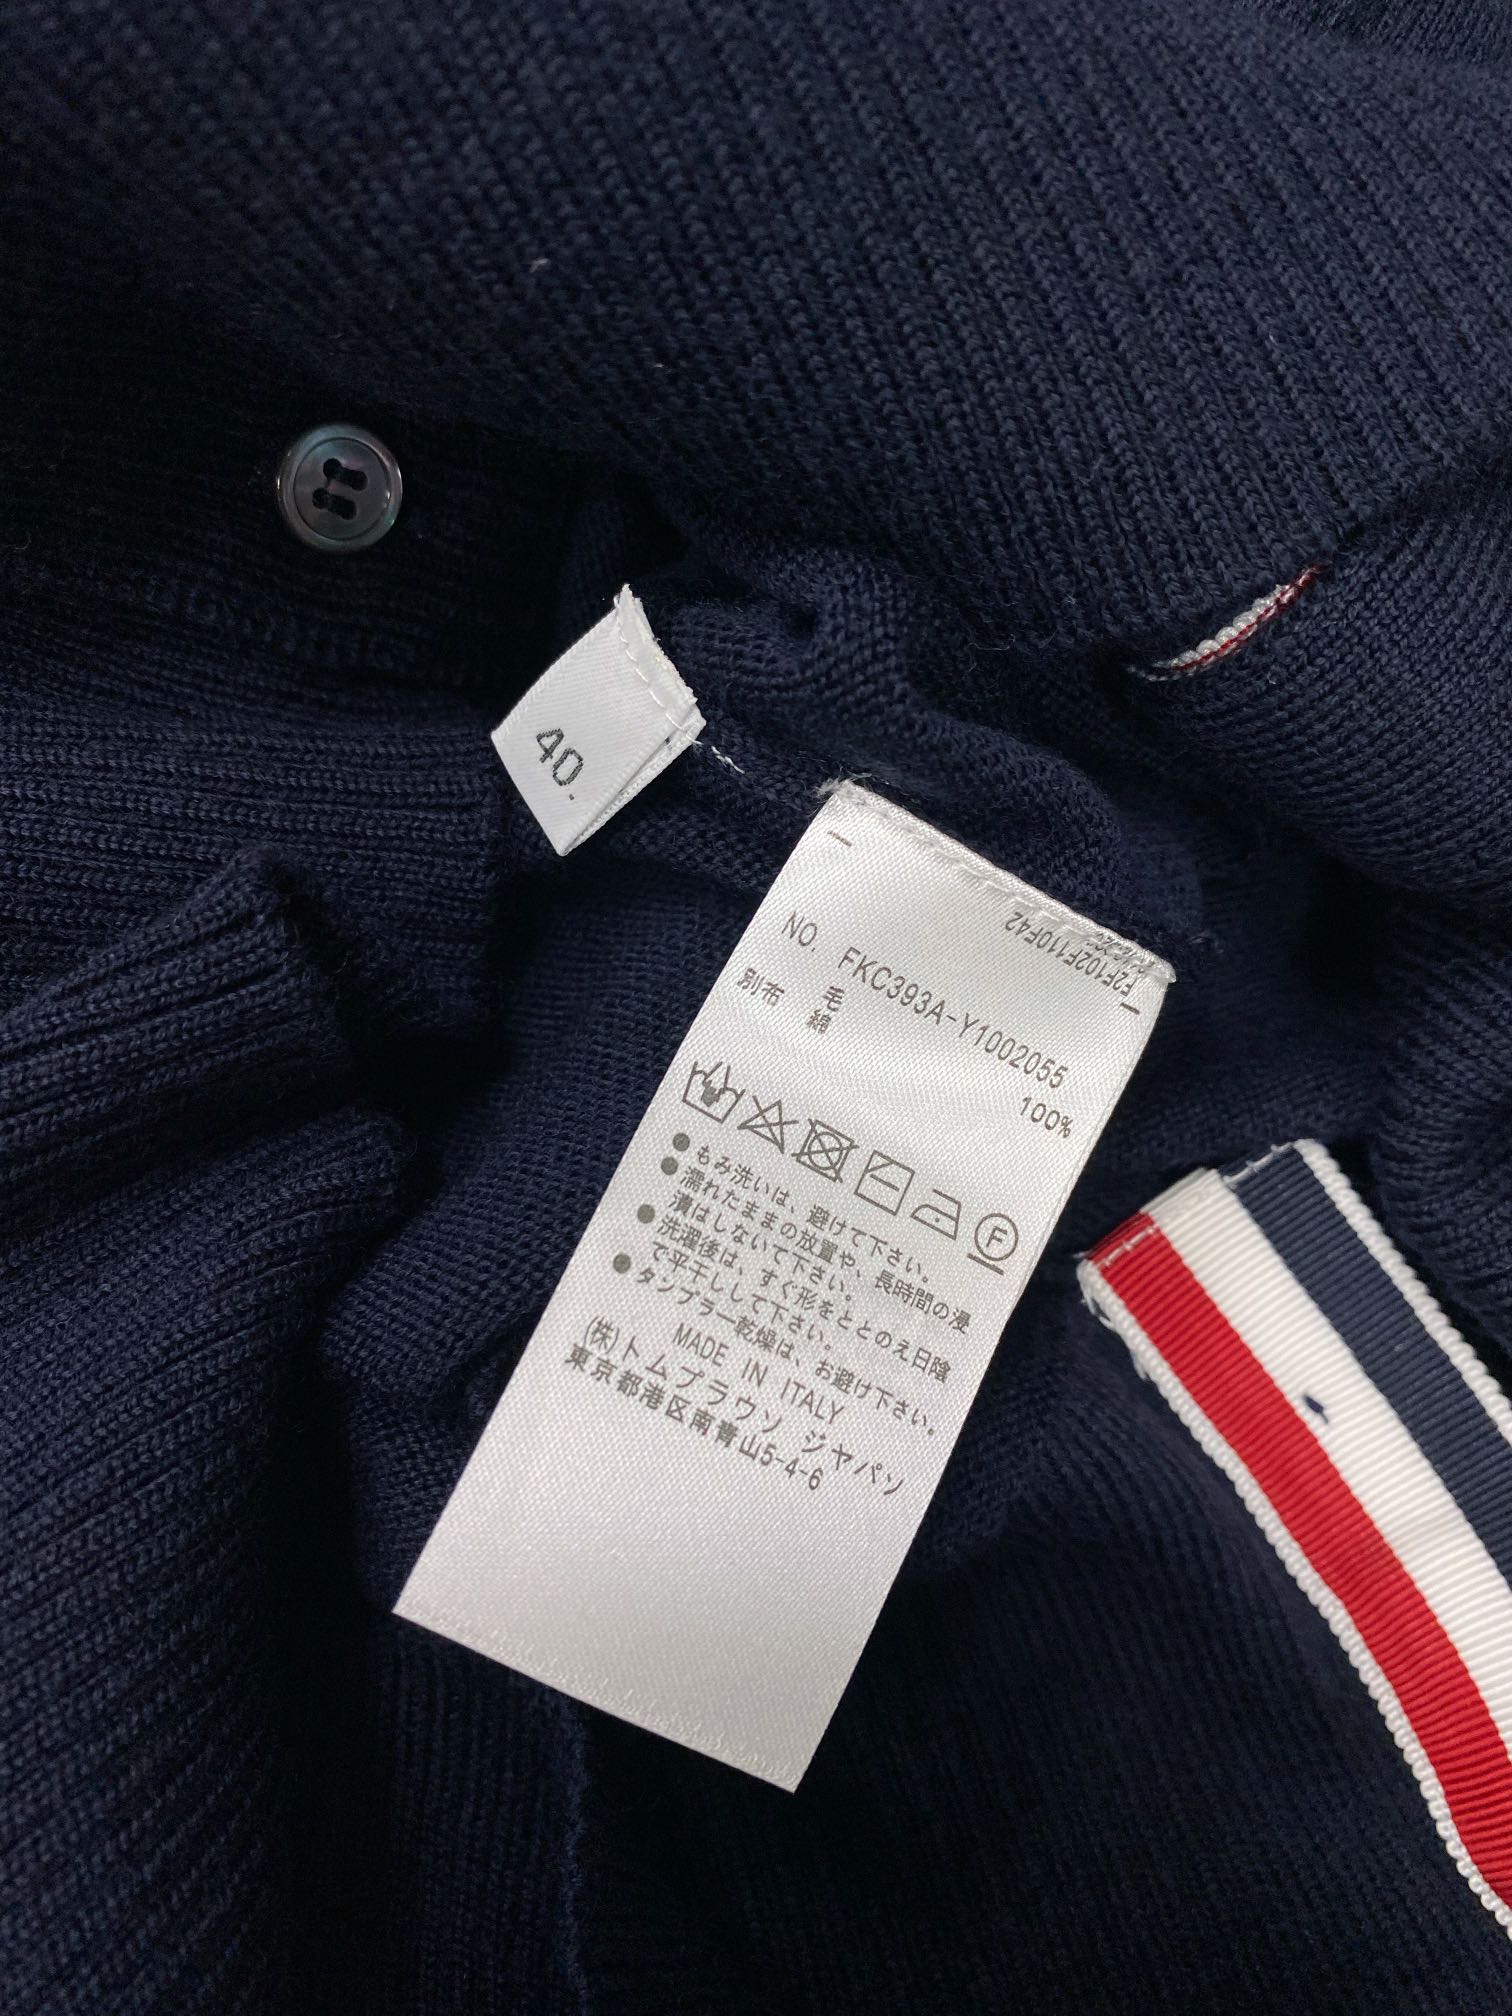 40.
NO. FKC393A-Y1002055
毛 100%
別布 綿
F
●もみ洗いは、避けて下さい。
●濡れたままの放置や、長時間の浸
漬はしないで下さい。
●洗濯後は、すぐ形をととのえ日陰
で平干しして下さい。
●タンブラー乾燥は、お避け下さい。
MADE IN ITALY
(株)トムブラウン ジャパン
東京都港区南青山5-4-6